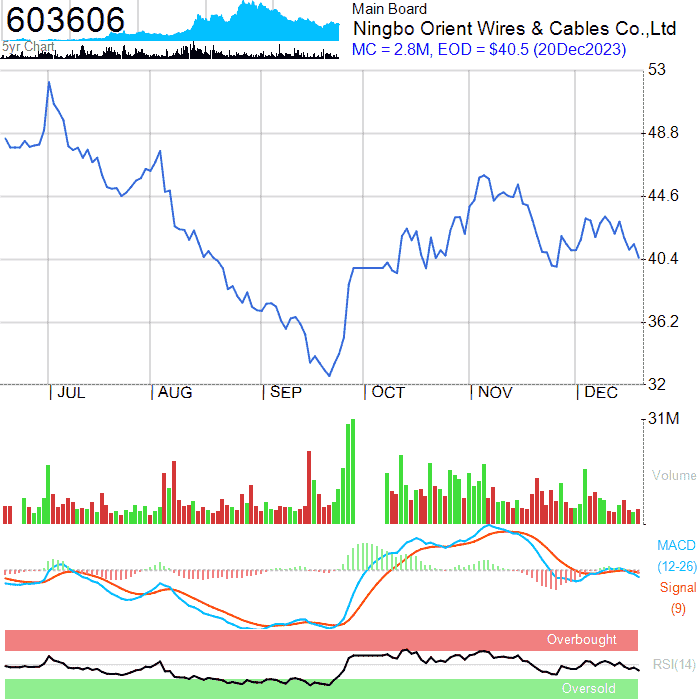 603606
5yr Chart
Main Board
Ningbo Orient Wires & Cables Co.,Ltd
MC = 2.8M, EOD = $40.5 (20Dec2023)
53
48.8
44.6
40.4
36.2
32
JUL AUG SEP OCT NOV DEC
31M
Volume
MACD
(12-26)
Signal
(9)
Overbought
RSI(14)
Oversold